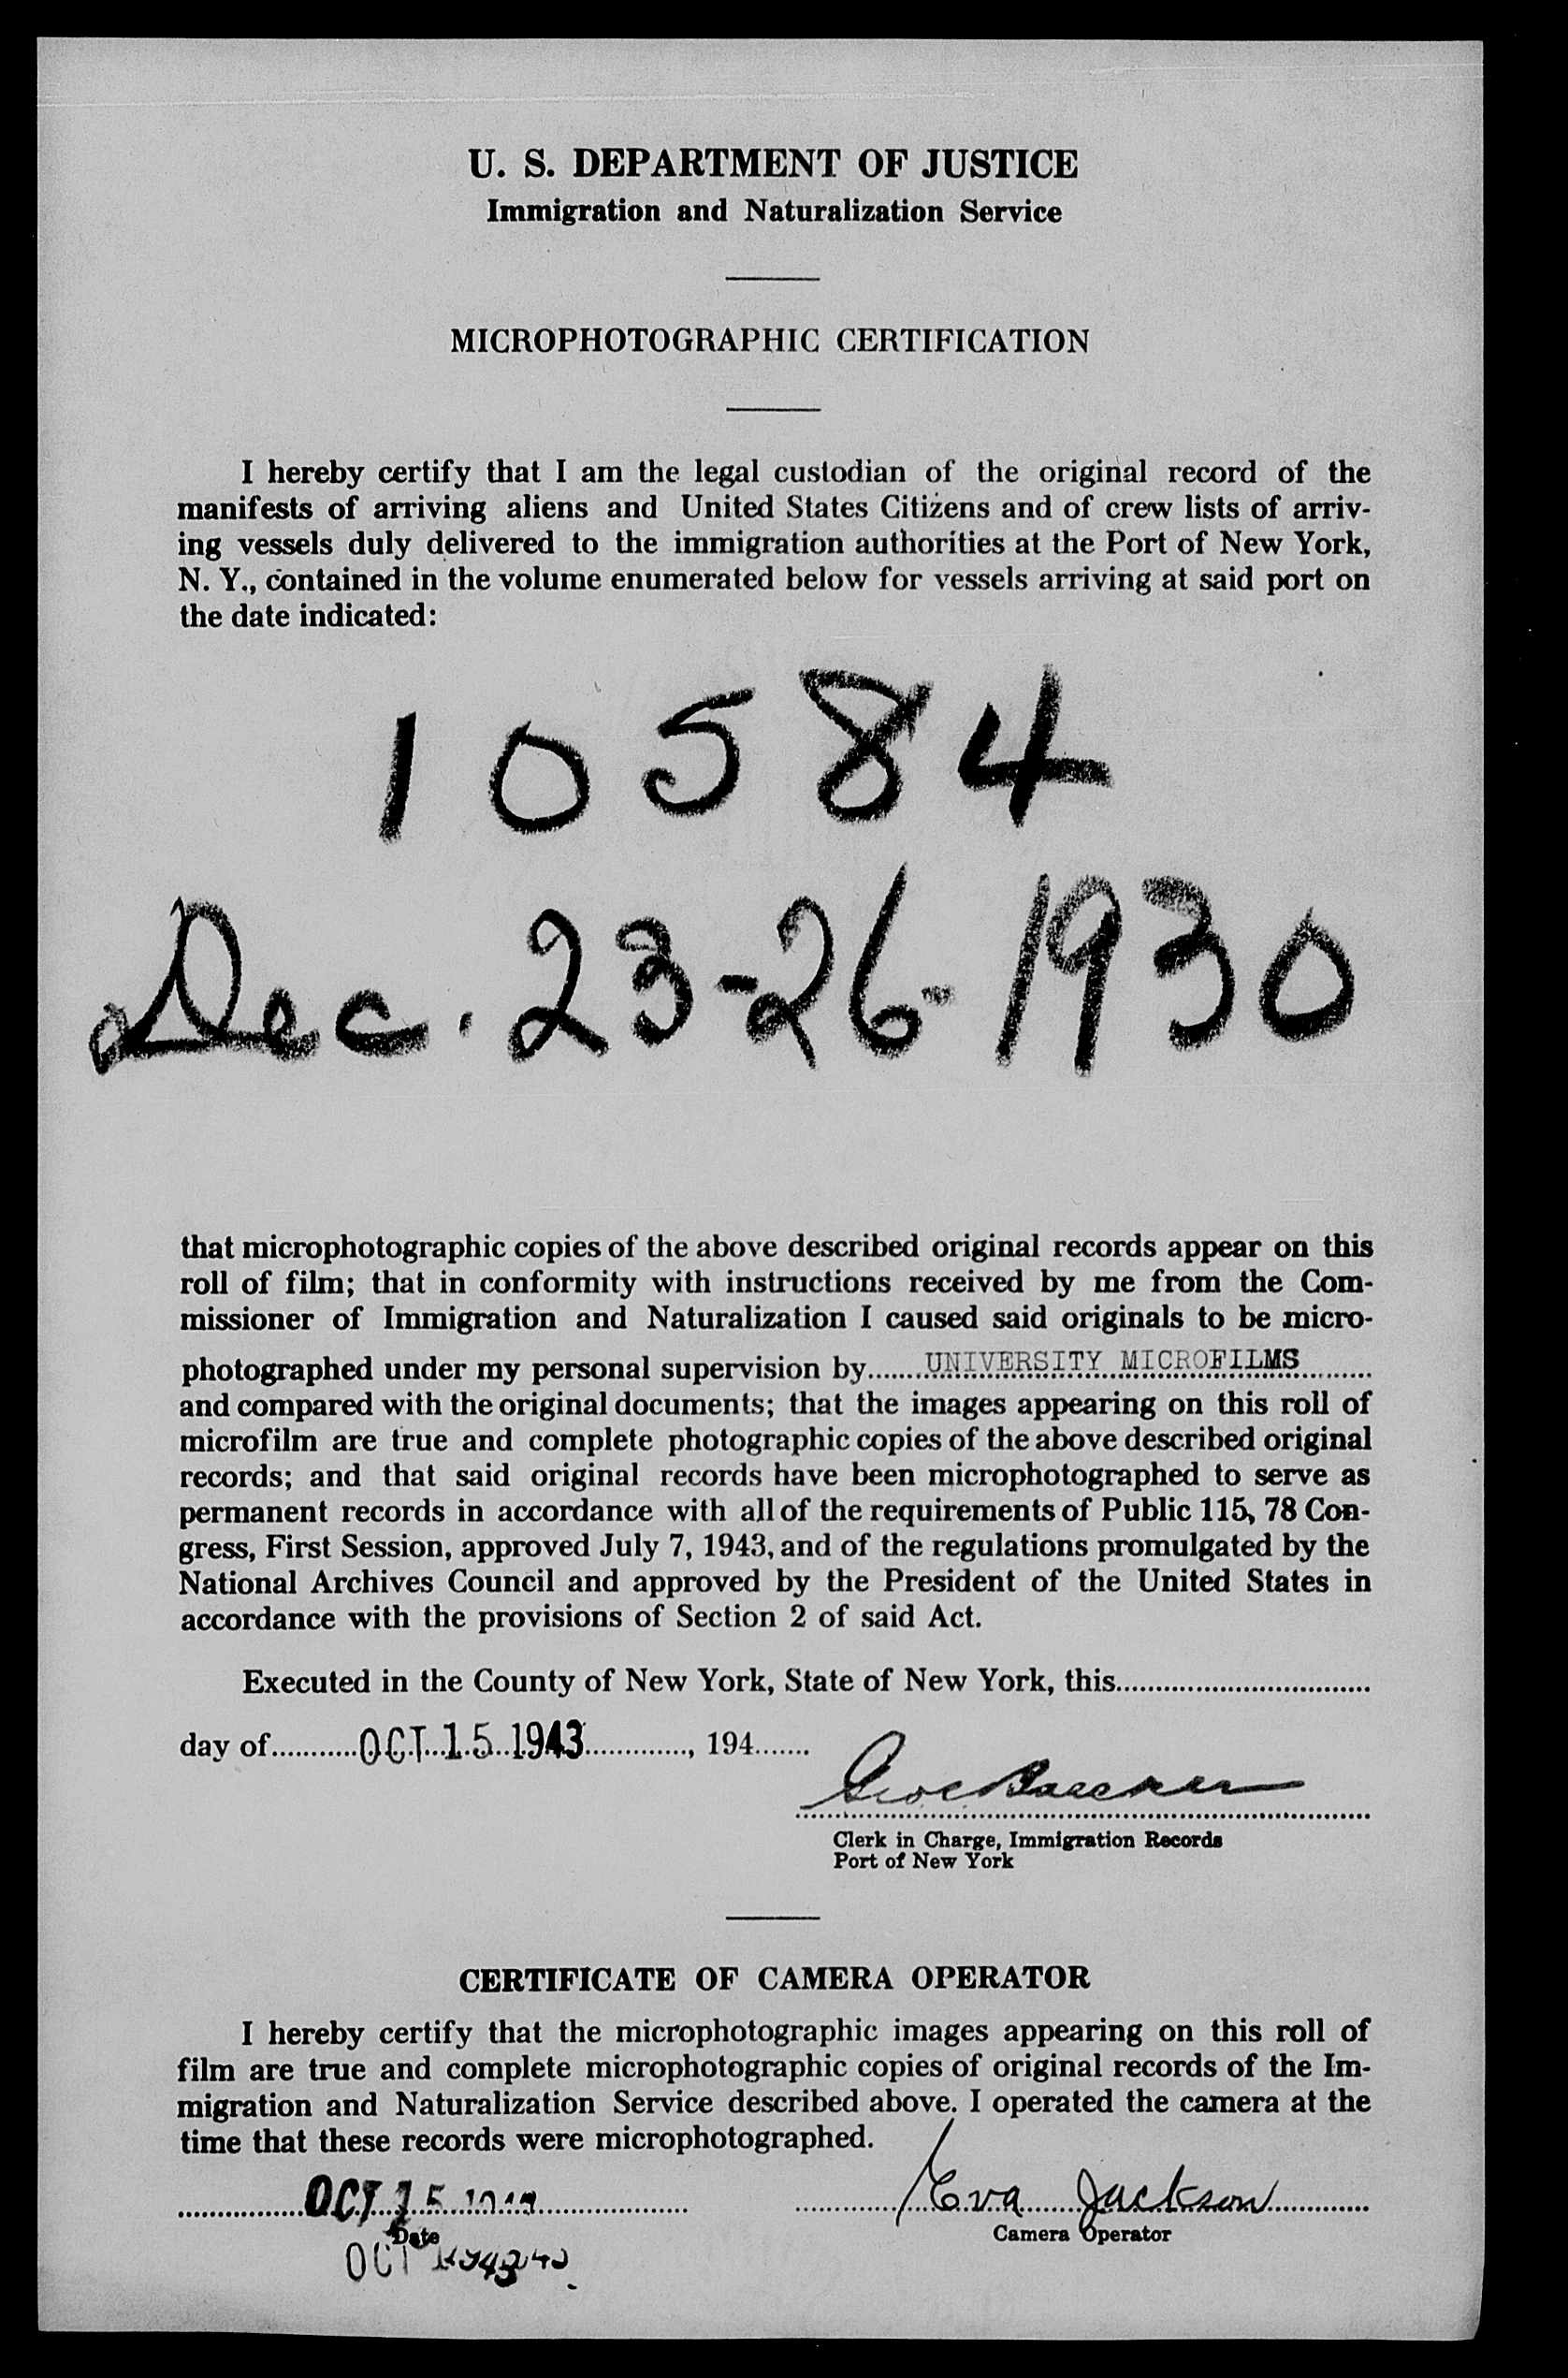 U. S. DEPARTMENT OF JUSTICE
Immigration and Naturalization Service
MICROPHOTOGRAPHIC CERTIFICATION
I hereby certify that I am the legal custodian of the original record of the
manifests of arriving aliens and United States Citizens and of crew lists of arriv-
ing vessels duly delivered to the immigration authorities at the Port of New York,
N. Y., contained in the volume enumerated below for vessels arriving at said port on
the date indicated:
10584
Dec. 23-26-1930
that microphotographic copies of the above described original records appear on this
roll of film; that in conformity with instructions received by me from the Com-
missioner of Immigration and Naturalization I caused said originals to be micro-
photographed under my personal supervision by UNIVERSITY MICROFILMS
and compared with the original documents; that the images appearing on this roll of
microfilm are true and complete photographic copies of the above described original
records; and that said original records have been microphotographed to serve as
permanent records in accordance with all of the requirements of Public 115, 78 Con-
gress, First Session, approved July 7, 1943, and of the regulations promulgated by the
National Archives Council and approved by the President of the United States in
accordance with the provisions of Section 2 of said Act.
Executed in the County of New York, State of New York, this
day of OCT 15 1943, 194
Clerk in Charge, Immigration Records
Port of New York
CERTIFICATE OF CAMERA OPERATOR
I hereby certify that the microphotographic images appearing on this roll of
film are true and complete microphotographic copies of original records of the Im-
migration and Naturalization Service described above. I operated the camera at the
time that these records were microphotographed.
OCT 15 Eva Jackson
Date Camera Operator
OCT